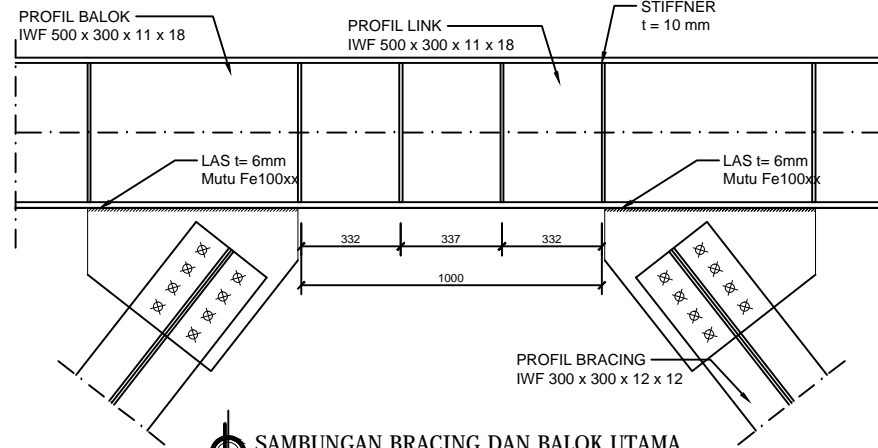 PROFIL BALOK
IWF 500 x 300 x 11 x 18
PROFIL LINK
IWF 500 x 300 x 11 x 18
STIFFNER
t = 10 mm
LAS t= 6mm
Mutu Fe100xx
LAS t= 6mm
Mutu Fe100xx
332
337
332
1000
PROFIL BRACING
IWF 300 x 300 x 12 x 12
SAMBUNGAN BRACING DAN BALOK UTAMA